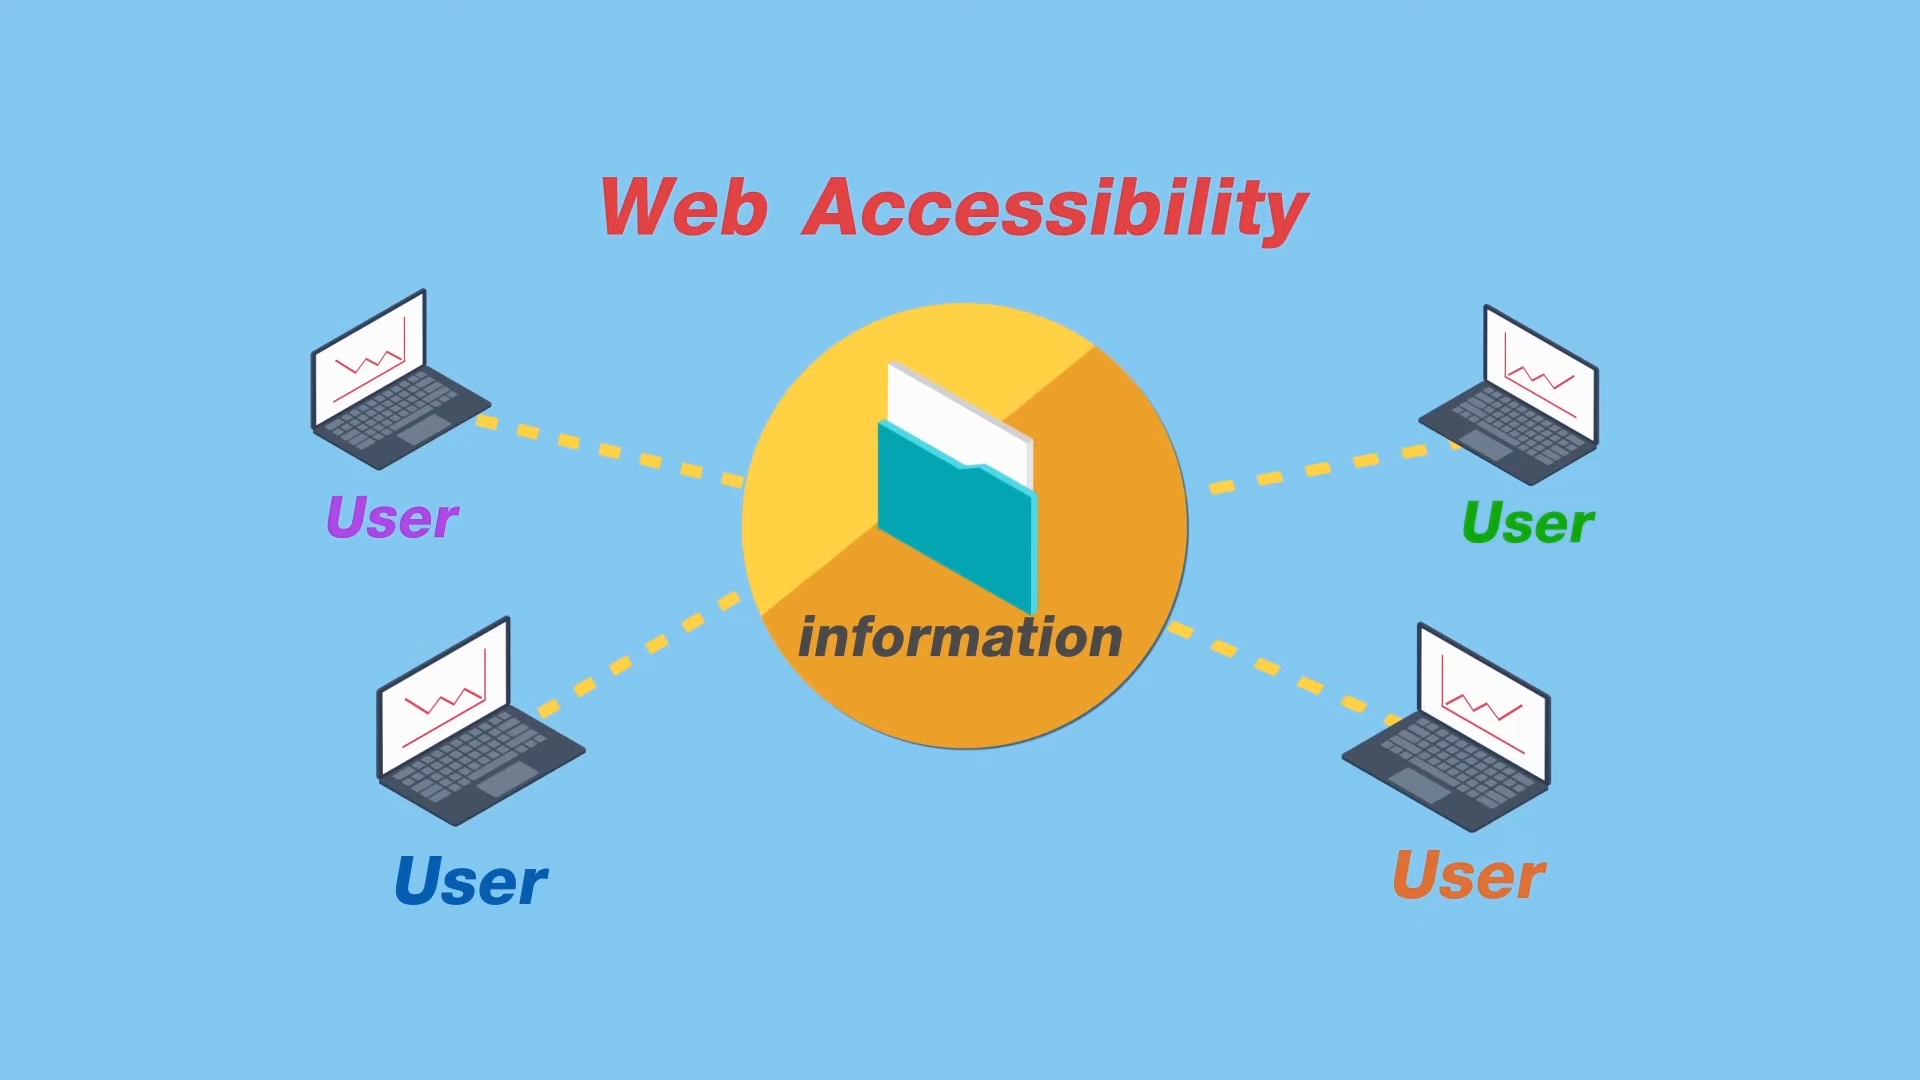 Web Accessibility
User
User
information
User
User